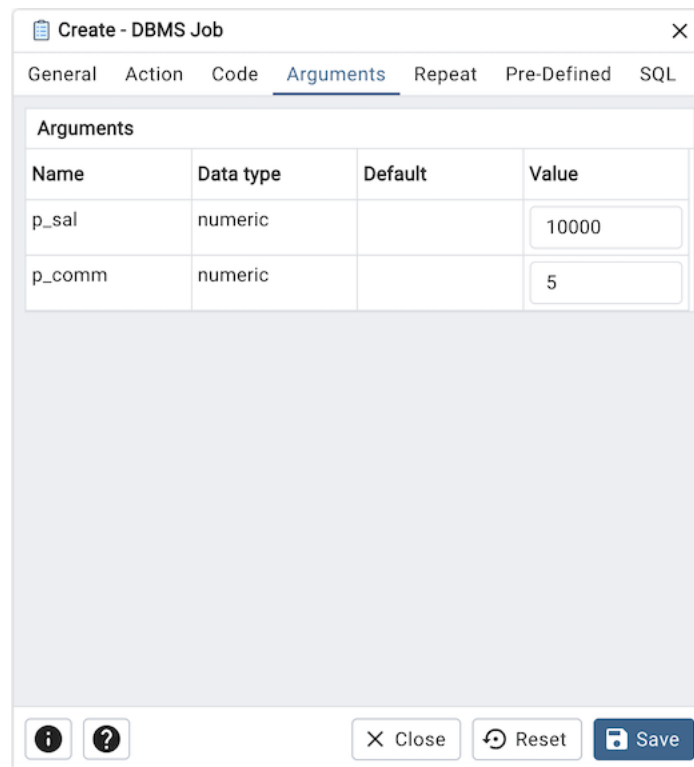 Create - DBMS Job
General Action Code Arguments Repeat Pre-Defined SQL
Arguments
Name Data type Default Value
p_sal numeric 10000
p_comm numeric 5
Close Reset Save